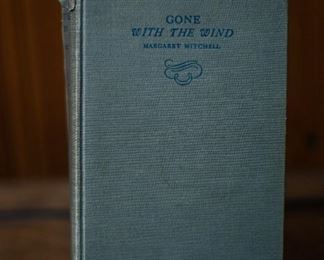 GONE
WITH THE WIND
MARGARET MITCHELL